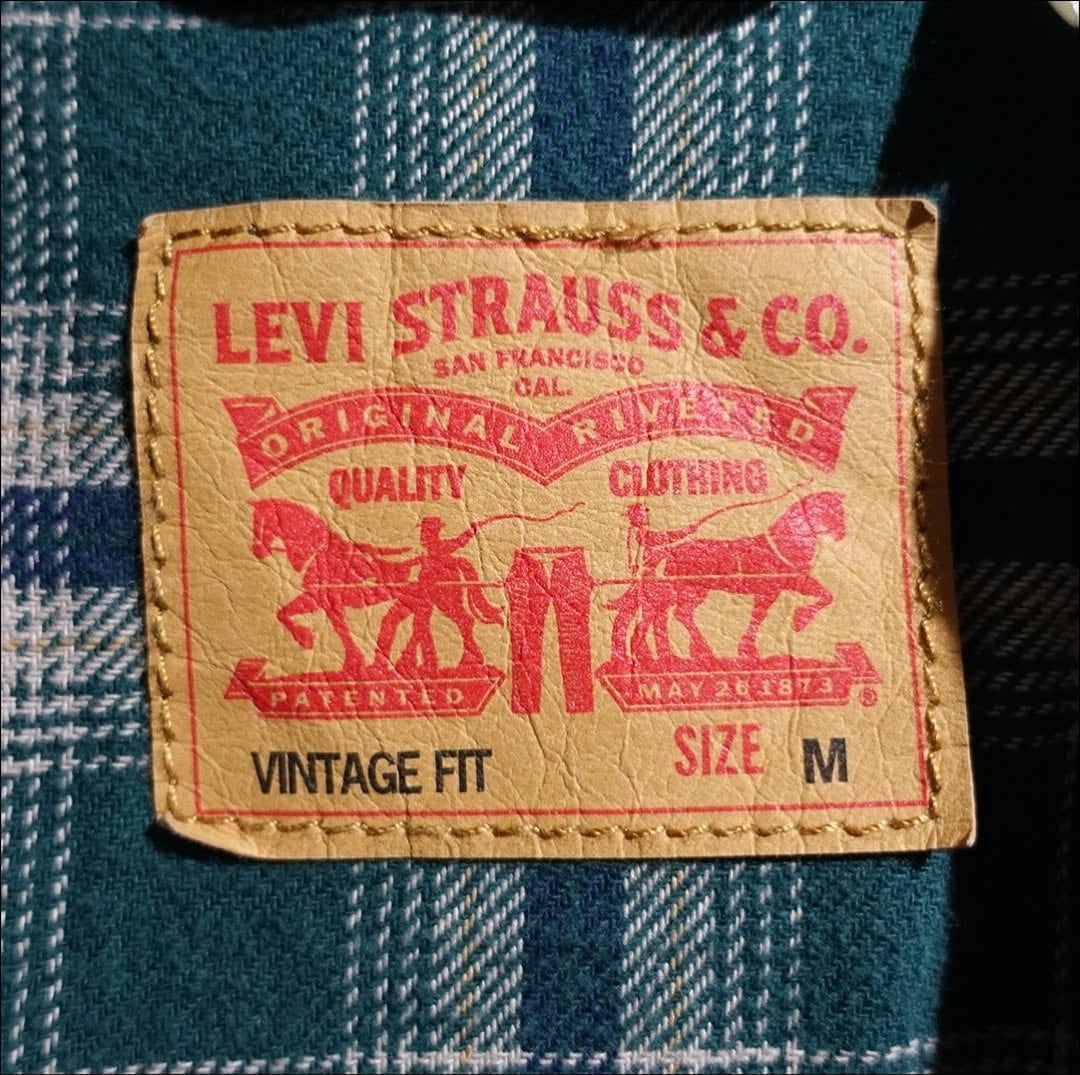 LEVI STRAUSS & CO.
SAN FRANCISCO
CAL.
ORIGINAL RIVETED
QUALITY CLOTHING
PATENTED MAY 20 1873 ®
VINTAGE FIT SIZE M